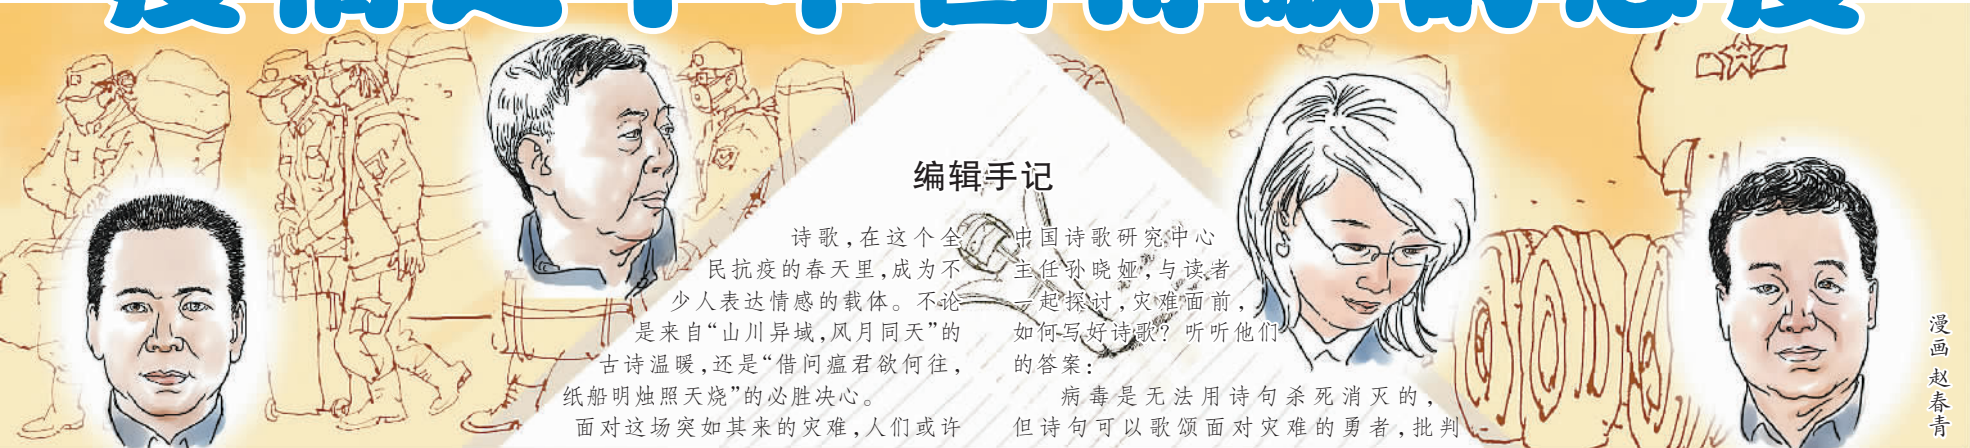 编辑手记
诗歌，在这个全
民抗疫的春天里，成为不
少人表达情感的载体。不论
是来自“山川异域，风月同天”的
古诗温暖，还是“借问瘟君欲何往，
纸船明烛照天烧”的必胜决心。
面对这场突如其来的灾难，人们或许
中国诗歌研究中心
主任孙晓娅，与读者
一起探讨，灾难面前，
如何写好诗歌？听听他们
的答案：
病毒是无法用诗句杀死消灭的，
但诗句可以歌颂面对灾难的勇者，批判
漫画 赵春青